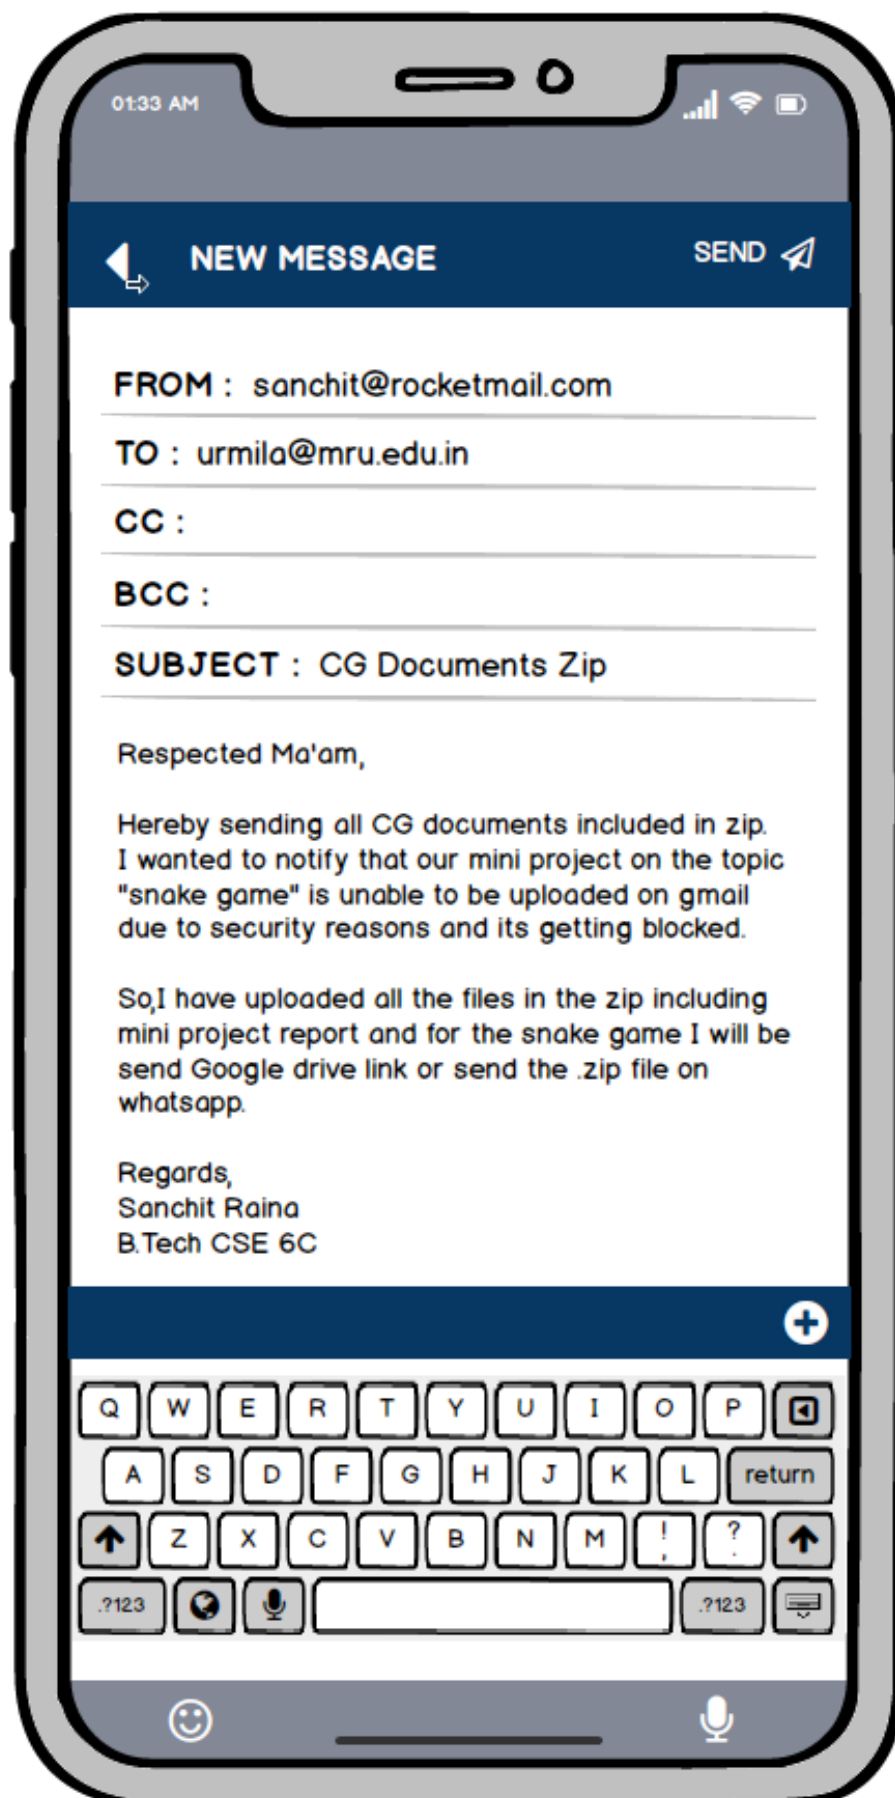 01:33 AM
NEW MESSAGE
SEND
FROM : sanchit@rocketmail.com
TO : urmila@mru.edu.in
CC :
BCC :
SUBJECT : CG Documents Zip
Respected Ma'am,
Hereby sending all CG documents included in zip.
I wanted to notify that our mini project on the topic
"snake game" is unable to be uploaded on gmail
due to security reasons and its getting blocked.
So,I have uploaded all the files in the zip including
mini project report and for the snake game I will be
send Google drive link or send the .zip file on
whatsapp.
Regards,
Sanchit Raina
B.Tech CSE 6C
Q W E R T Y U I O P
A S D F G H J K L return
Z X C V B N M ! , ? .
.?123 .?123